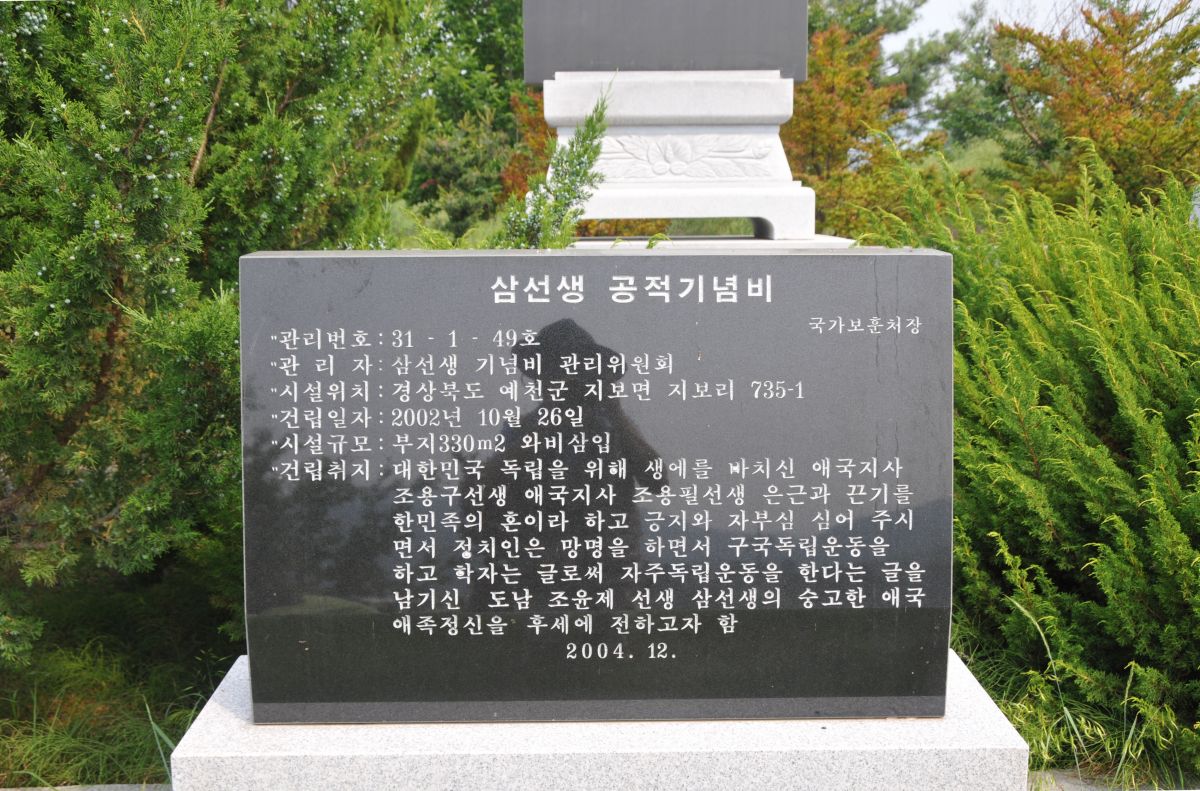 삼선생 공적기념비
국가보훈처장
"관리번호 : 31 - 1 - 49호
"관 리 자 : 삼선생 기념비 관리위원회
"시설위치 : 경상북도 예천군 지보면 지보리 735-1
"건립일자 : 2002년 10월 26일
"시설규모 : 부지330m2 와비삼입
"건립취지 : 대한민국 독립을 위해 생에를 바치신 애국지사
조용구선생 애국지사 조용필선생 은근과 끈기를
한민족의 혼이라 하고 긍지와 자부심 심어 주시
면서 정치인은 망명을 하면서 구국독립운동을
하고 학자는 글로써 자주독립운동을 한다는 글을
남기신 도남 조윤제 선생 삼선생의 숭고한 애국
애족정신을 후세에 전하고자 함
2004. 12.